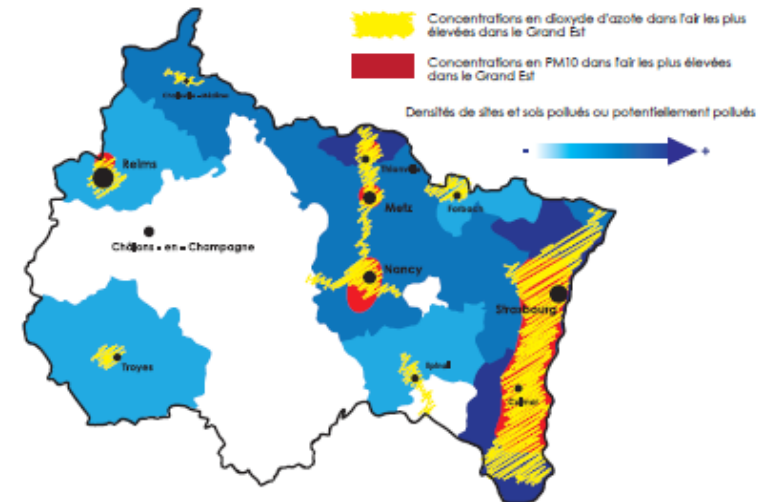 Concentrations en dioxyde d'azote dans l'air les plus
élevées dans le Grand Est
Concentrations en PM10 dans l'air les plus élevées
dans le Grand Est
Densités de sites et sols pollués ou potentiellement pollués
- +
Reims
Thionville
Metz
Forbach
Châlons-en-Champagne
Nancy
Strasbourg
Troyes
Epinal
Colmar